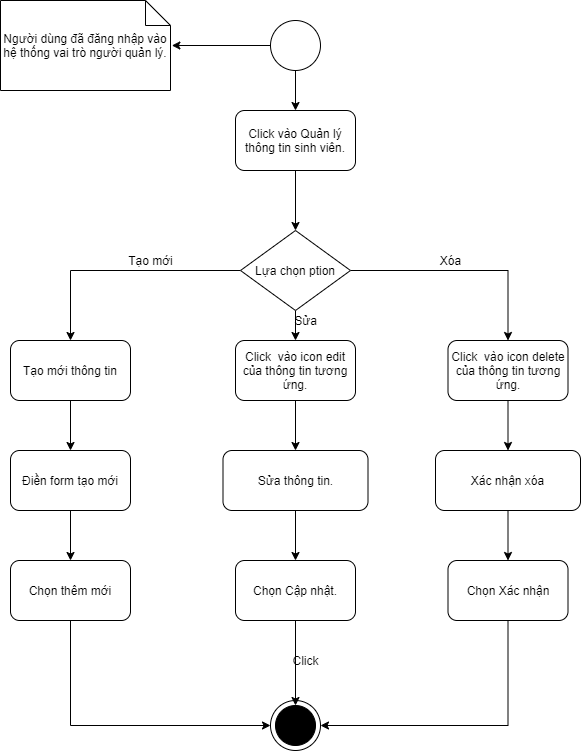 Người dùng đã đăng nhập vào
hệ thống vai trò người quản lý.
Click vào Quản lý
thông tin sinh viên.
Lựa chọn ption
Tạo mới
Sửa
Xóa
Tạo mới thông tin
Click vào icon edit
của thông tin tương
ứng.
Click vào icon delete
của thông tin tương
ứng.
Điền form tạo mới
Sửa thông tin.
Xác nhận xóa
Chọn thêm mới
Chọn Cập nhật.
Chọn Xác nhận
Click